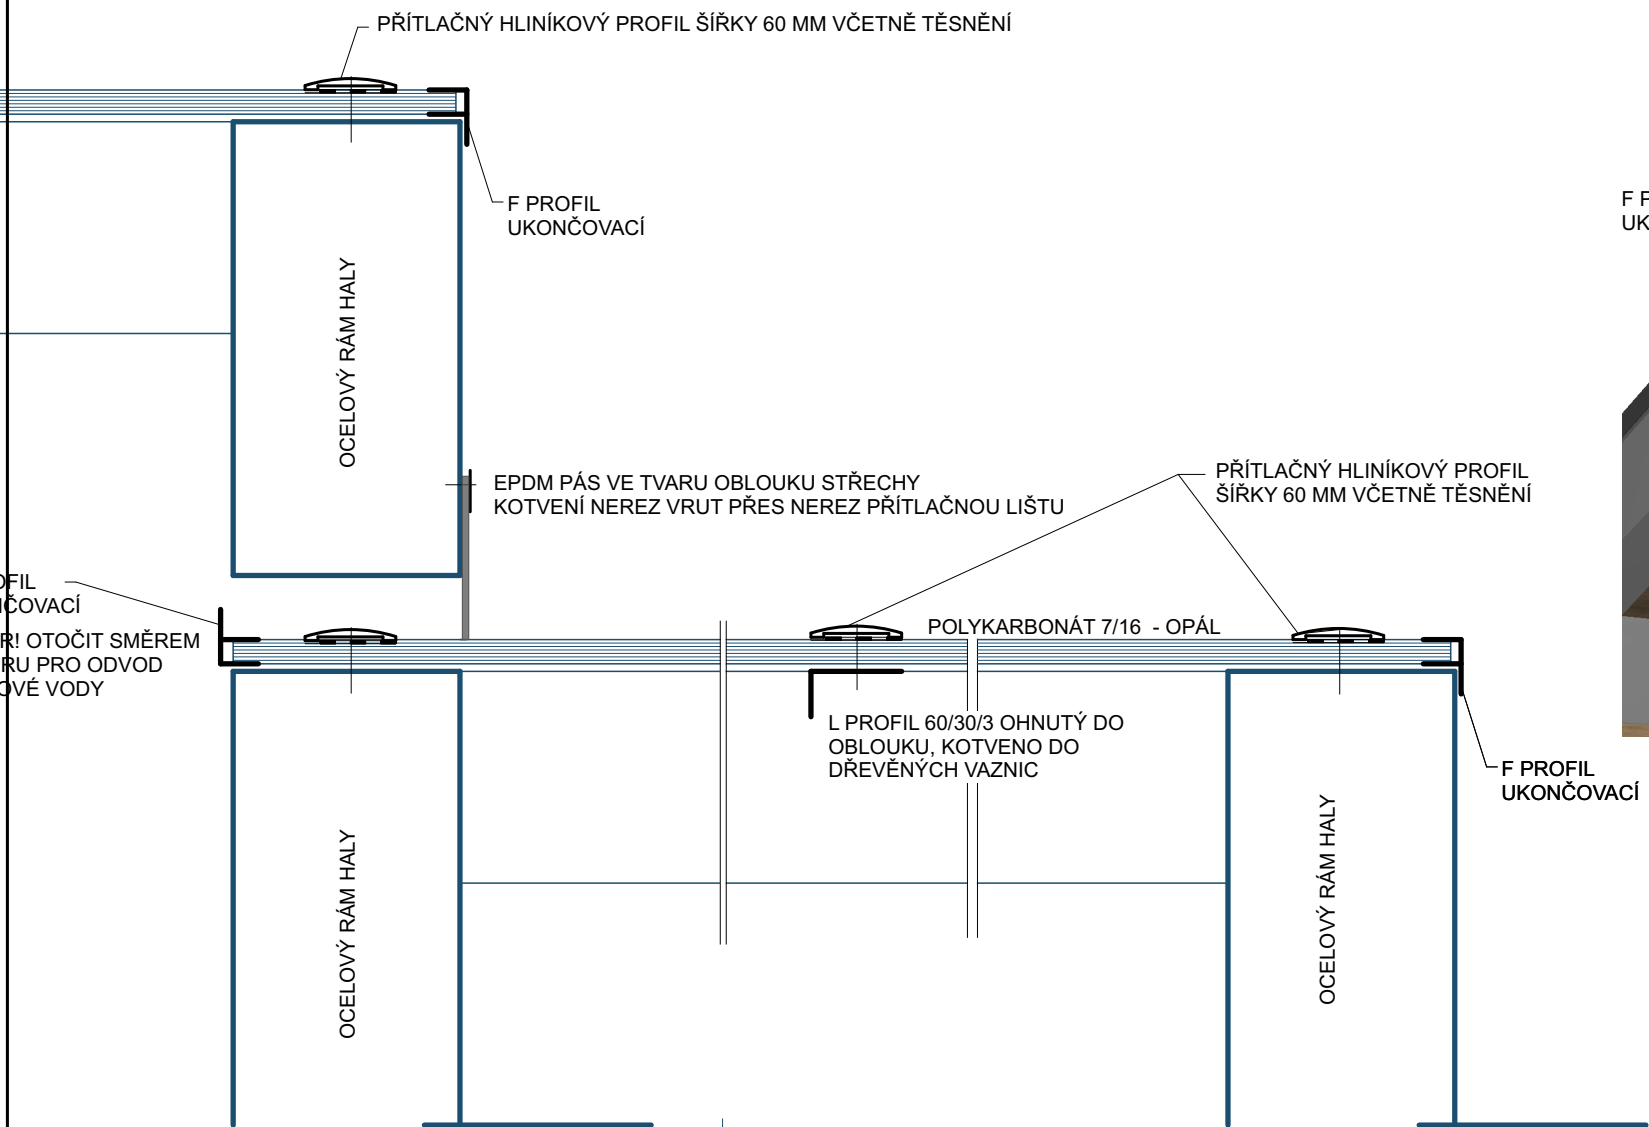 PŘÍTLAČNÝ HLINÍKOVÝ PROFIL ŠÍŘKY 60 MM VČETNĚ TĚSNĚNÍ
F PROFIL
UKONČOVACÍ
OCELOVÝ RÁM HALY
EPDM PÁS VE TVARU OBLOUKU STŘECHY
KOTVENÍ NEREZ VRUT PŘES NEREZ PŘÍTLAČNOU LIŠTU
PŘÍTLAČNÝ HLINÍKOVÝ PROFIL
ŠÍŘKY 60 MM VČETNĚ TĚSNĚNÍ
OTOČIT SMĚREM
PRO ODVOD
VODY
POLYKARBONÁT 7/16 - OPÁL
L PROFIL 60/30/3 OHNUTÝ DO
OBLOUKU, KOTVENO DO
DŘEVĚNÝCH VAZNIC
F PROFIL
UKONČOVACÍ
OCELOVÝ RÁM HALY
OCELOVÝ RÁM HALY